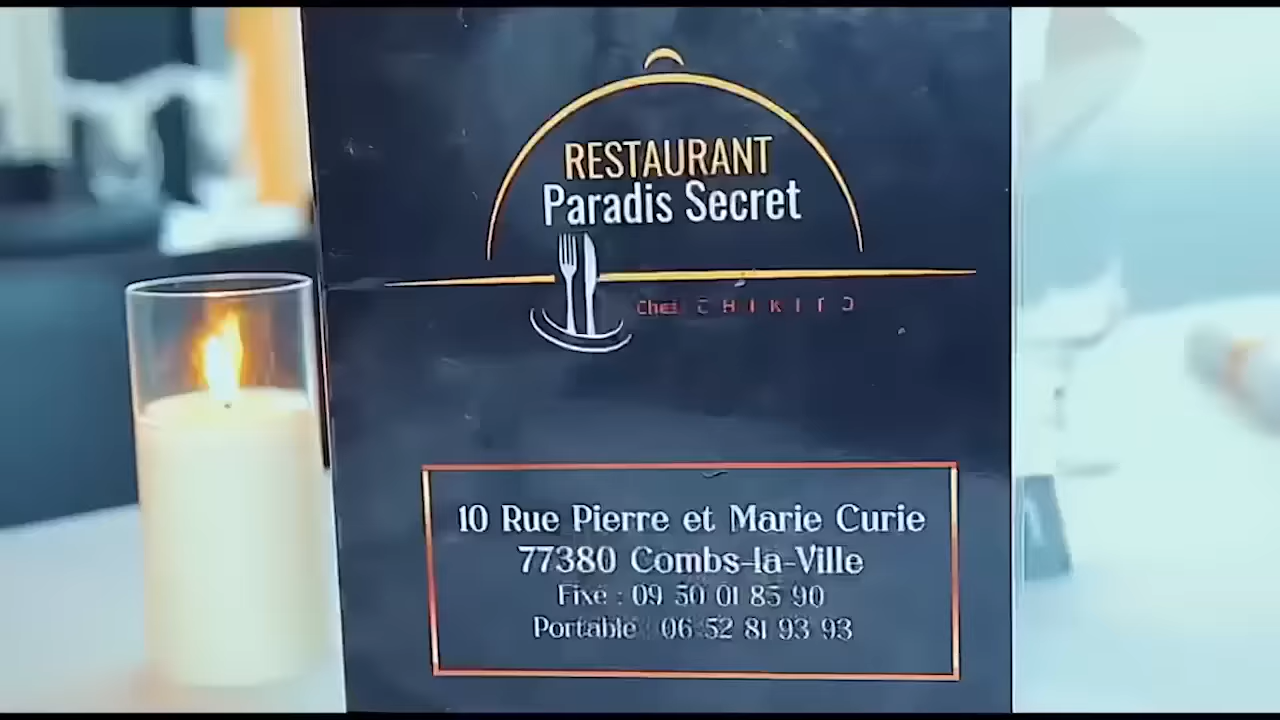 RESTAURANT
Paradis Secret
Chez CHIKITO
10 Rue Pierre et Marie Curie
77380 Combs-la-Ville
Fixe : 09 50 01 85 90
Portable : 06 52 81 93 93